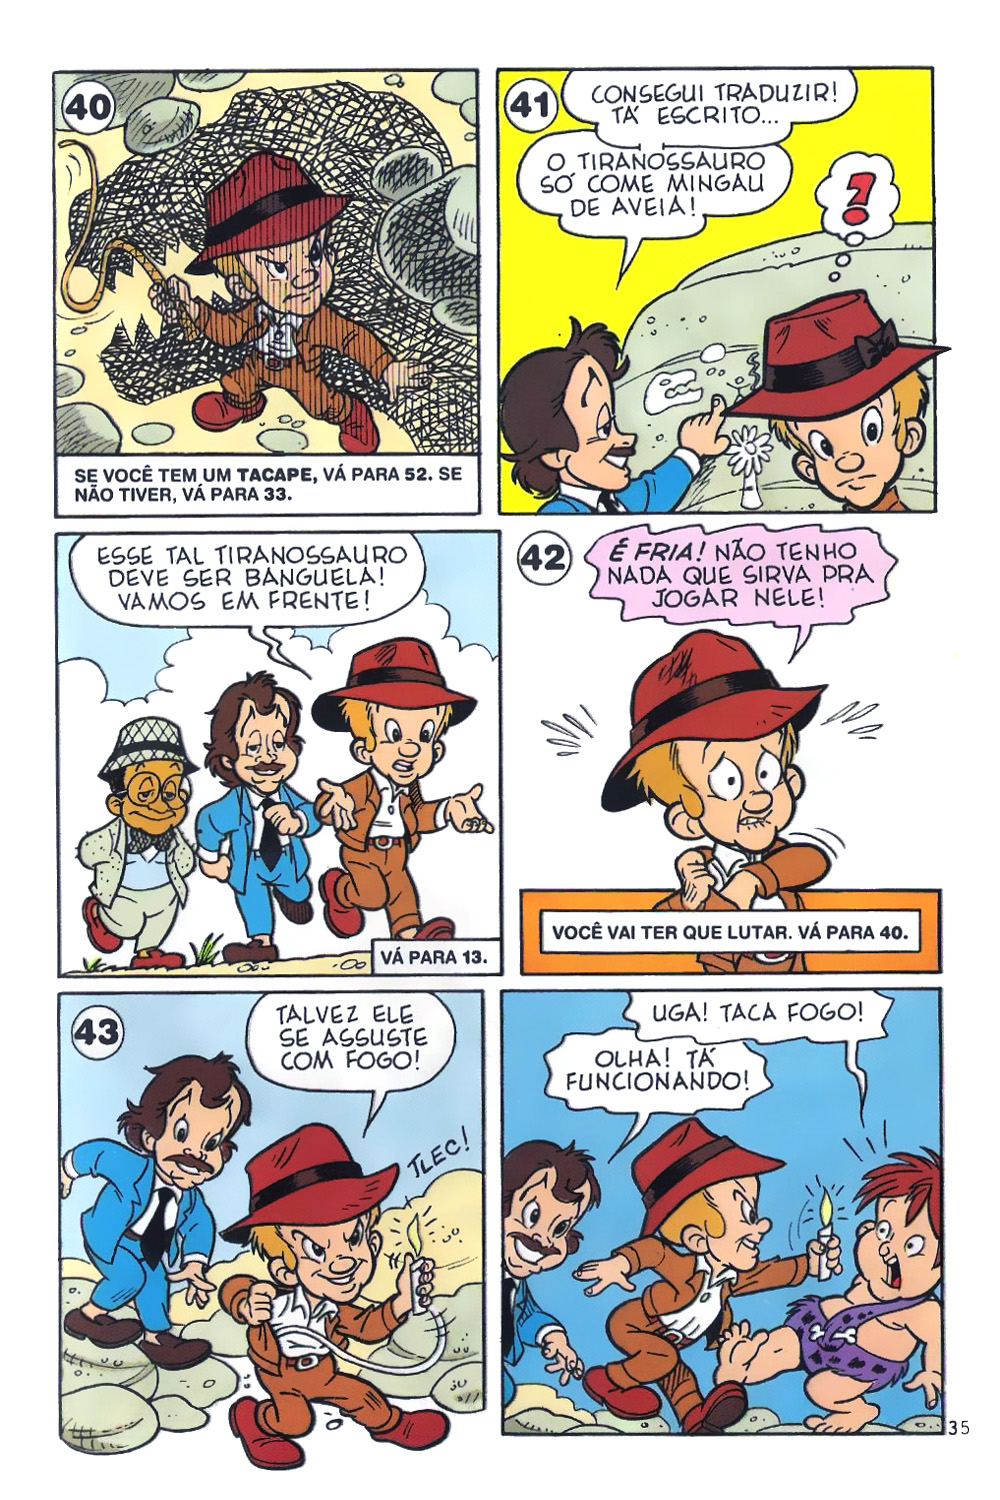 40
SE VOCÊ TEM UM TACAPE, VÁ PARA 52. SE
NÃO TIVER, VÁ PARA 33.
41
CONSEGUI TRADUZIR!
TÁ ESCRITO...
O TIRANOSSAURO
SÓ COME MINGAU
DE AVEIA!
?
ESSE TAL TIRANOSSAURO
DEVE SER BANGUELA!
VAMOS EM FRENTE!
VÁ PARA 13.
42
É FRIA! NÃO TENHO
NADA QUE SIRVA PRA
JOGAR NELE!
VOCÊ VAI TER QUE LUTAR. VÁ PARA 40.
43
TALVEZ ELE
SE ASSUSTE
COM FOGO!
TLEC!
UGA! TACA FOGO!
OLHA! TÁ
FUNCIONANDO!
35